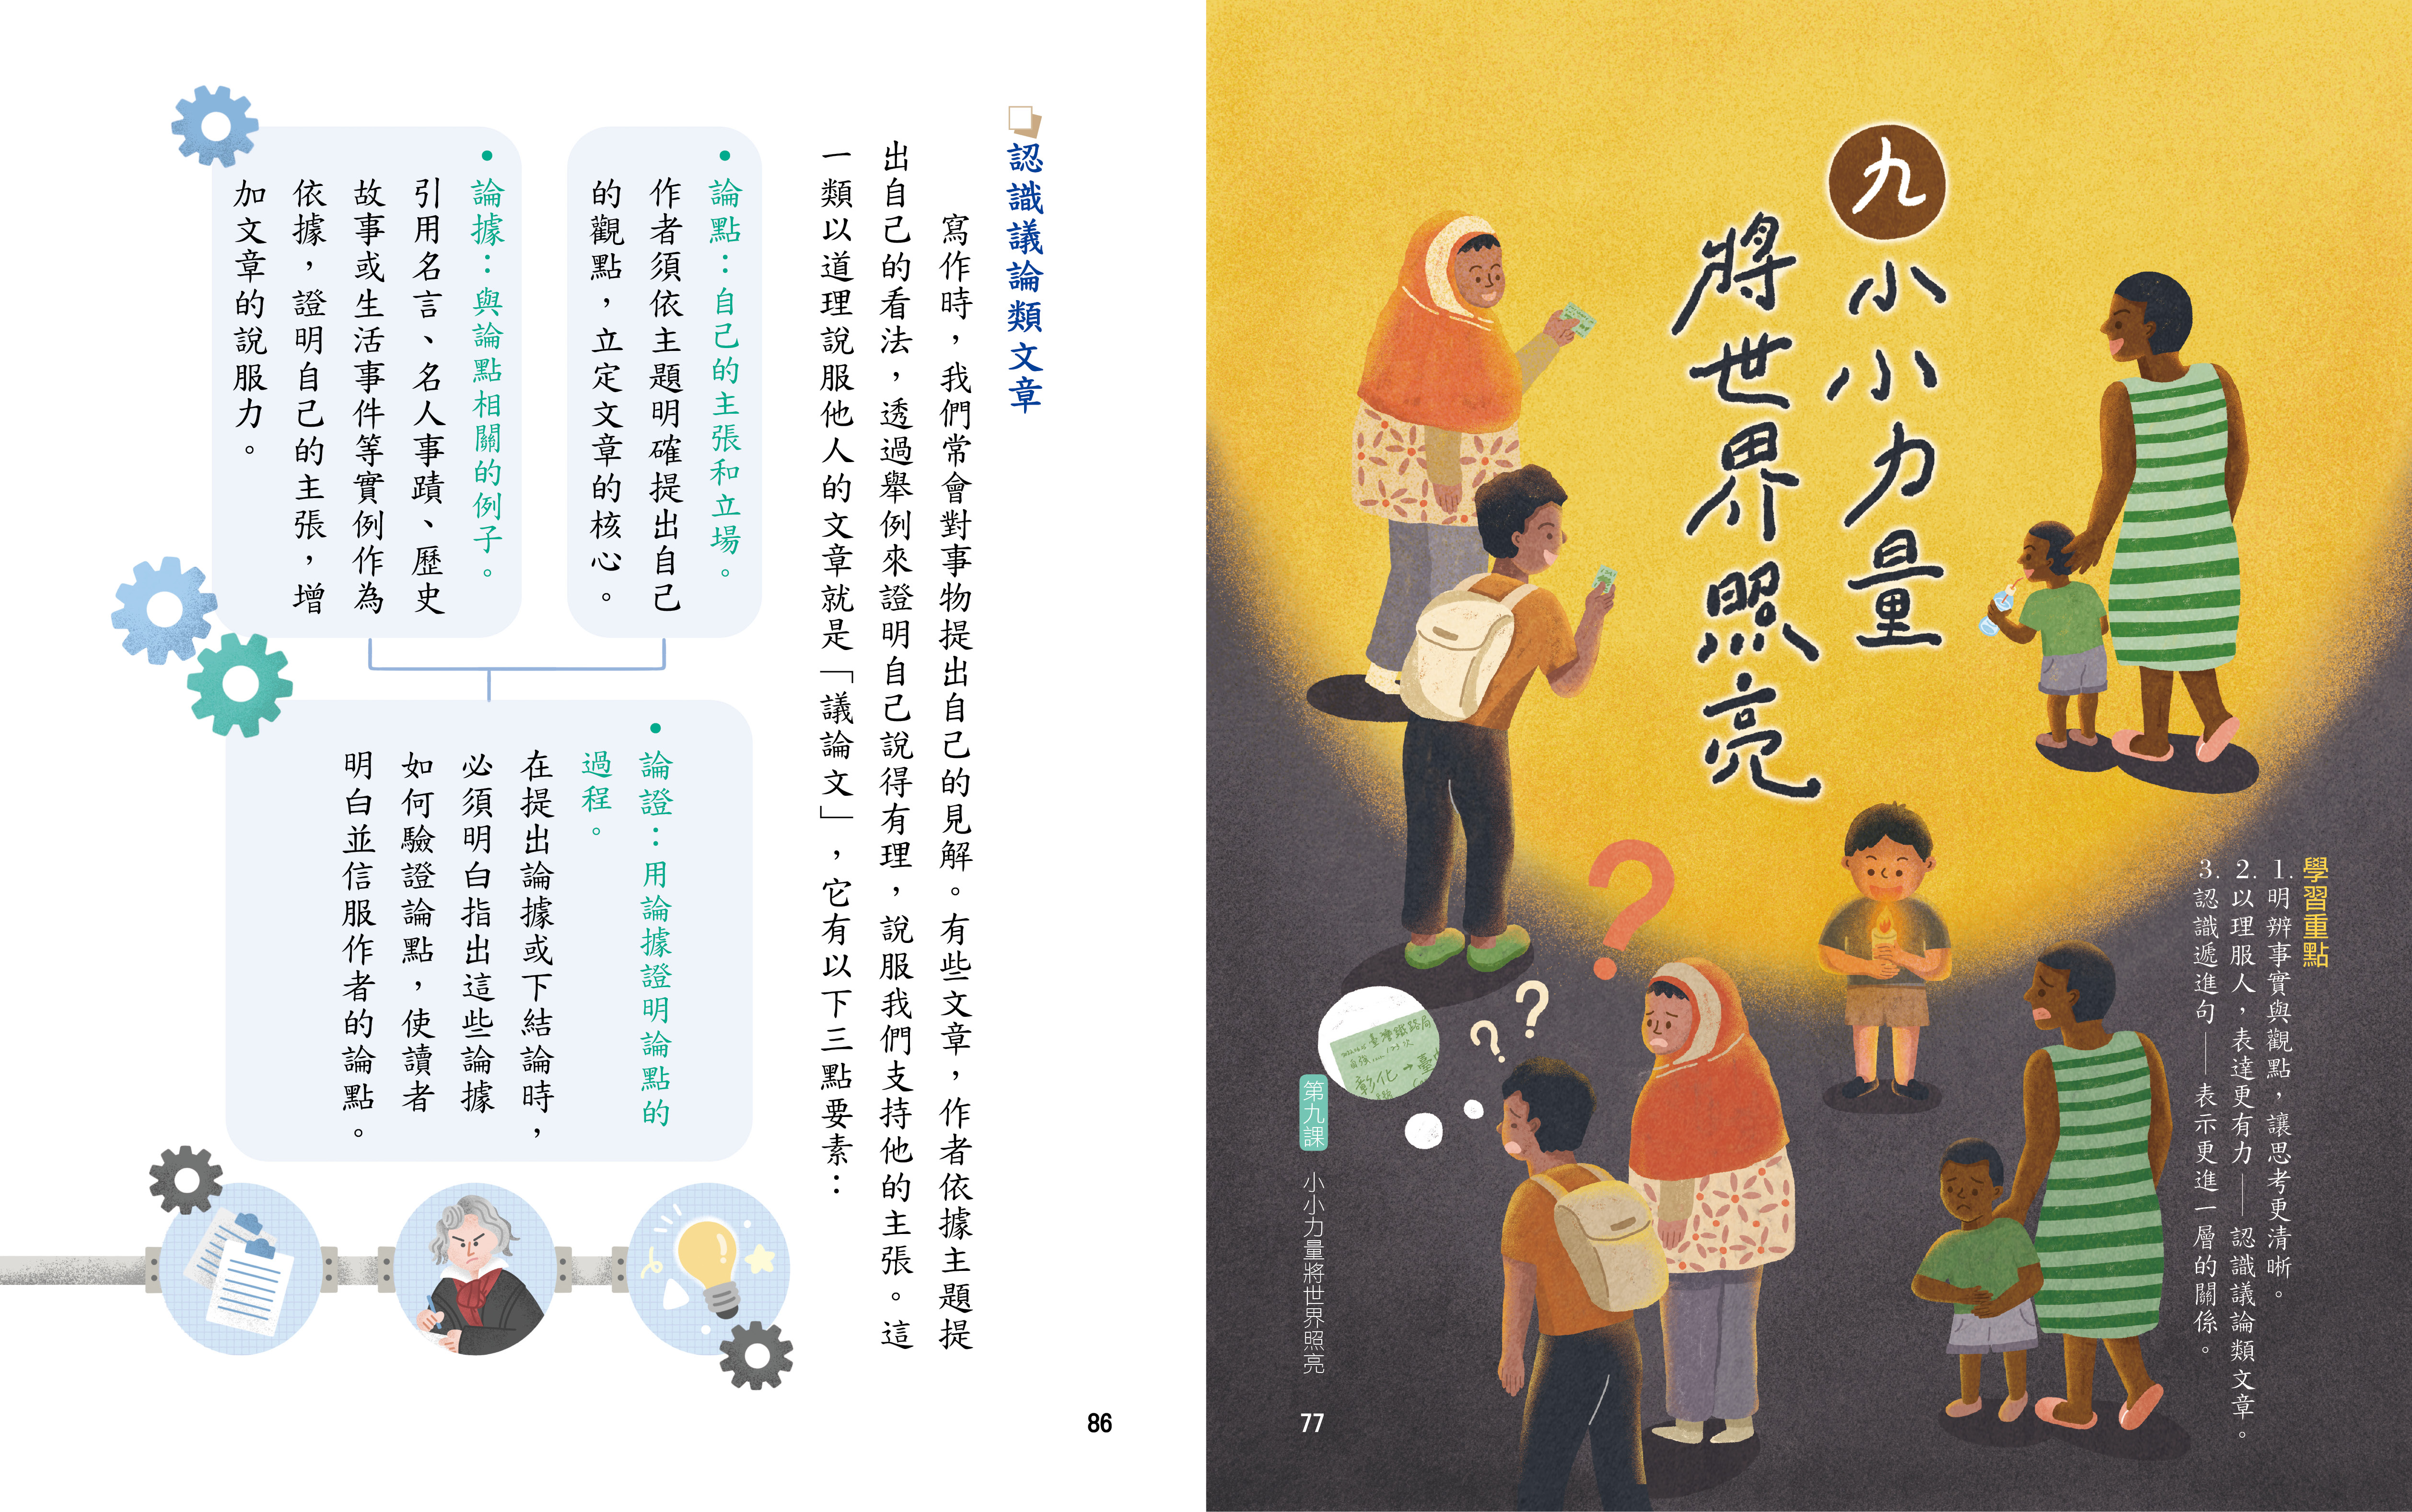 九
小小力量
將世界照亮
學習重點
1. 明辨事實與觀點，讓思考更清晰。
2. 以理服人，表達更有力——認識議論類文章。
3. 認識遞進句——表示更進一層的關係。
臺灣鐵路局
彰化→臺
第九課 小小力量將世界照亮
77
認識議論類文章
寫作時，我們常會對事物提出自己的見解。有些文章，作者依據主題提
出自己的看法，透過舉例來證明自己說得有理，說服我們支持他的主張。這
一類以道理說服他人的文章就是「議論文」，它有以下三點要素：
•論點：自己的主張和立場。
作者須依主題明確提出自己
的觀點，立定文章的核心。
•論據：與論點相關的例子。
引用名言、名人事蹟、歷史
故事或生活事件等實例作為
依據，證明自己的主張，增
加文章的說服力。
•論證：用論據證明論點的
過程。
在提出論據或下結論時，
必須明白指出這些論據
如何驗證論點，使讀者
明白並信服作者的論點。
86